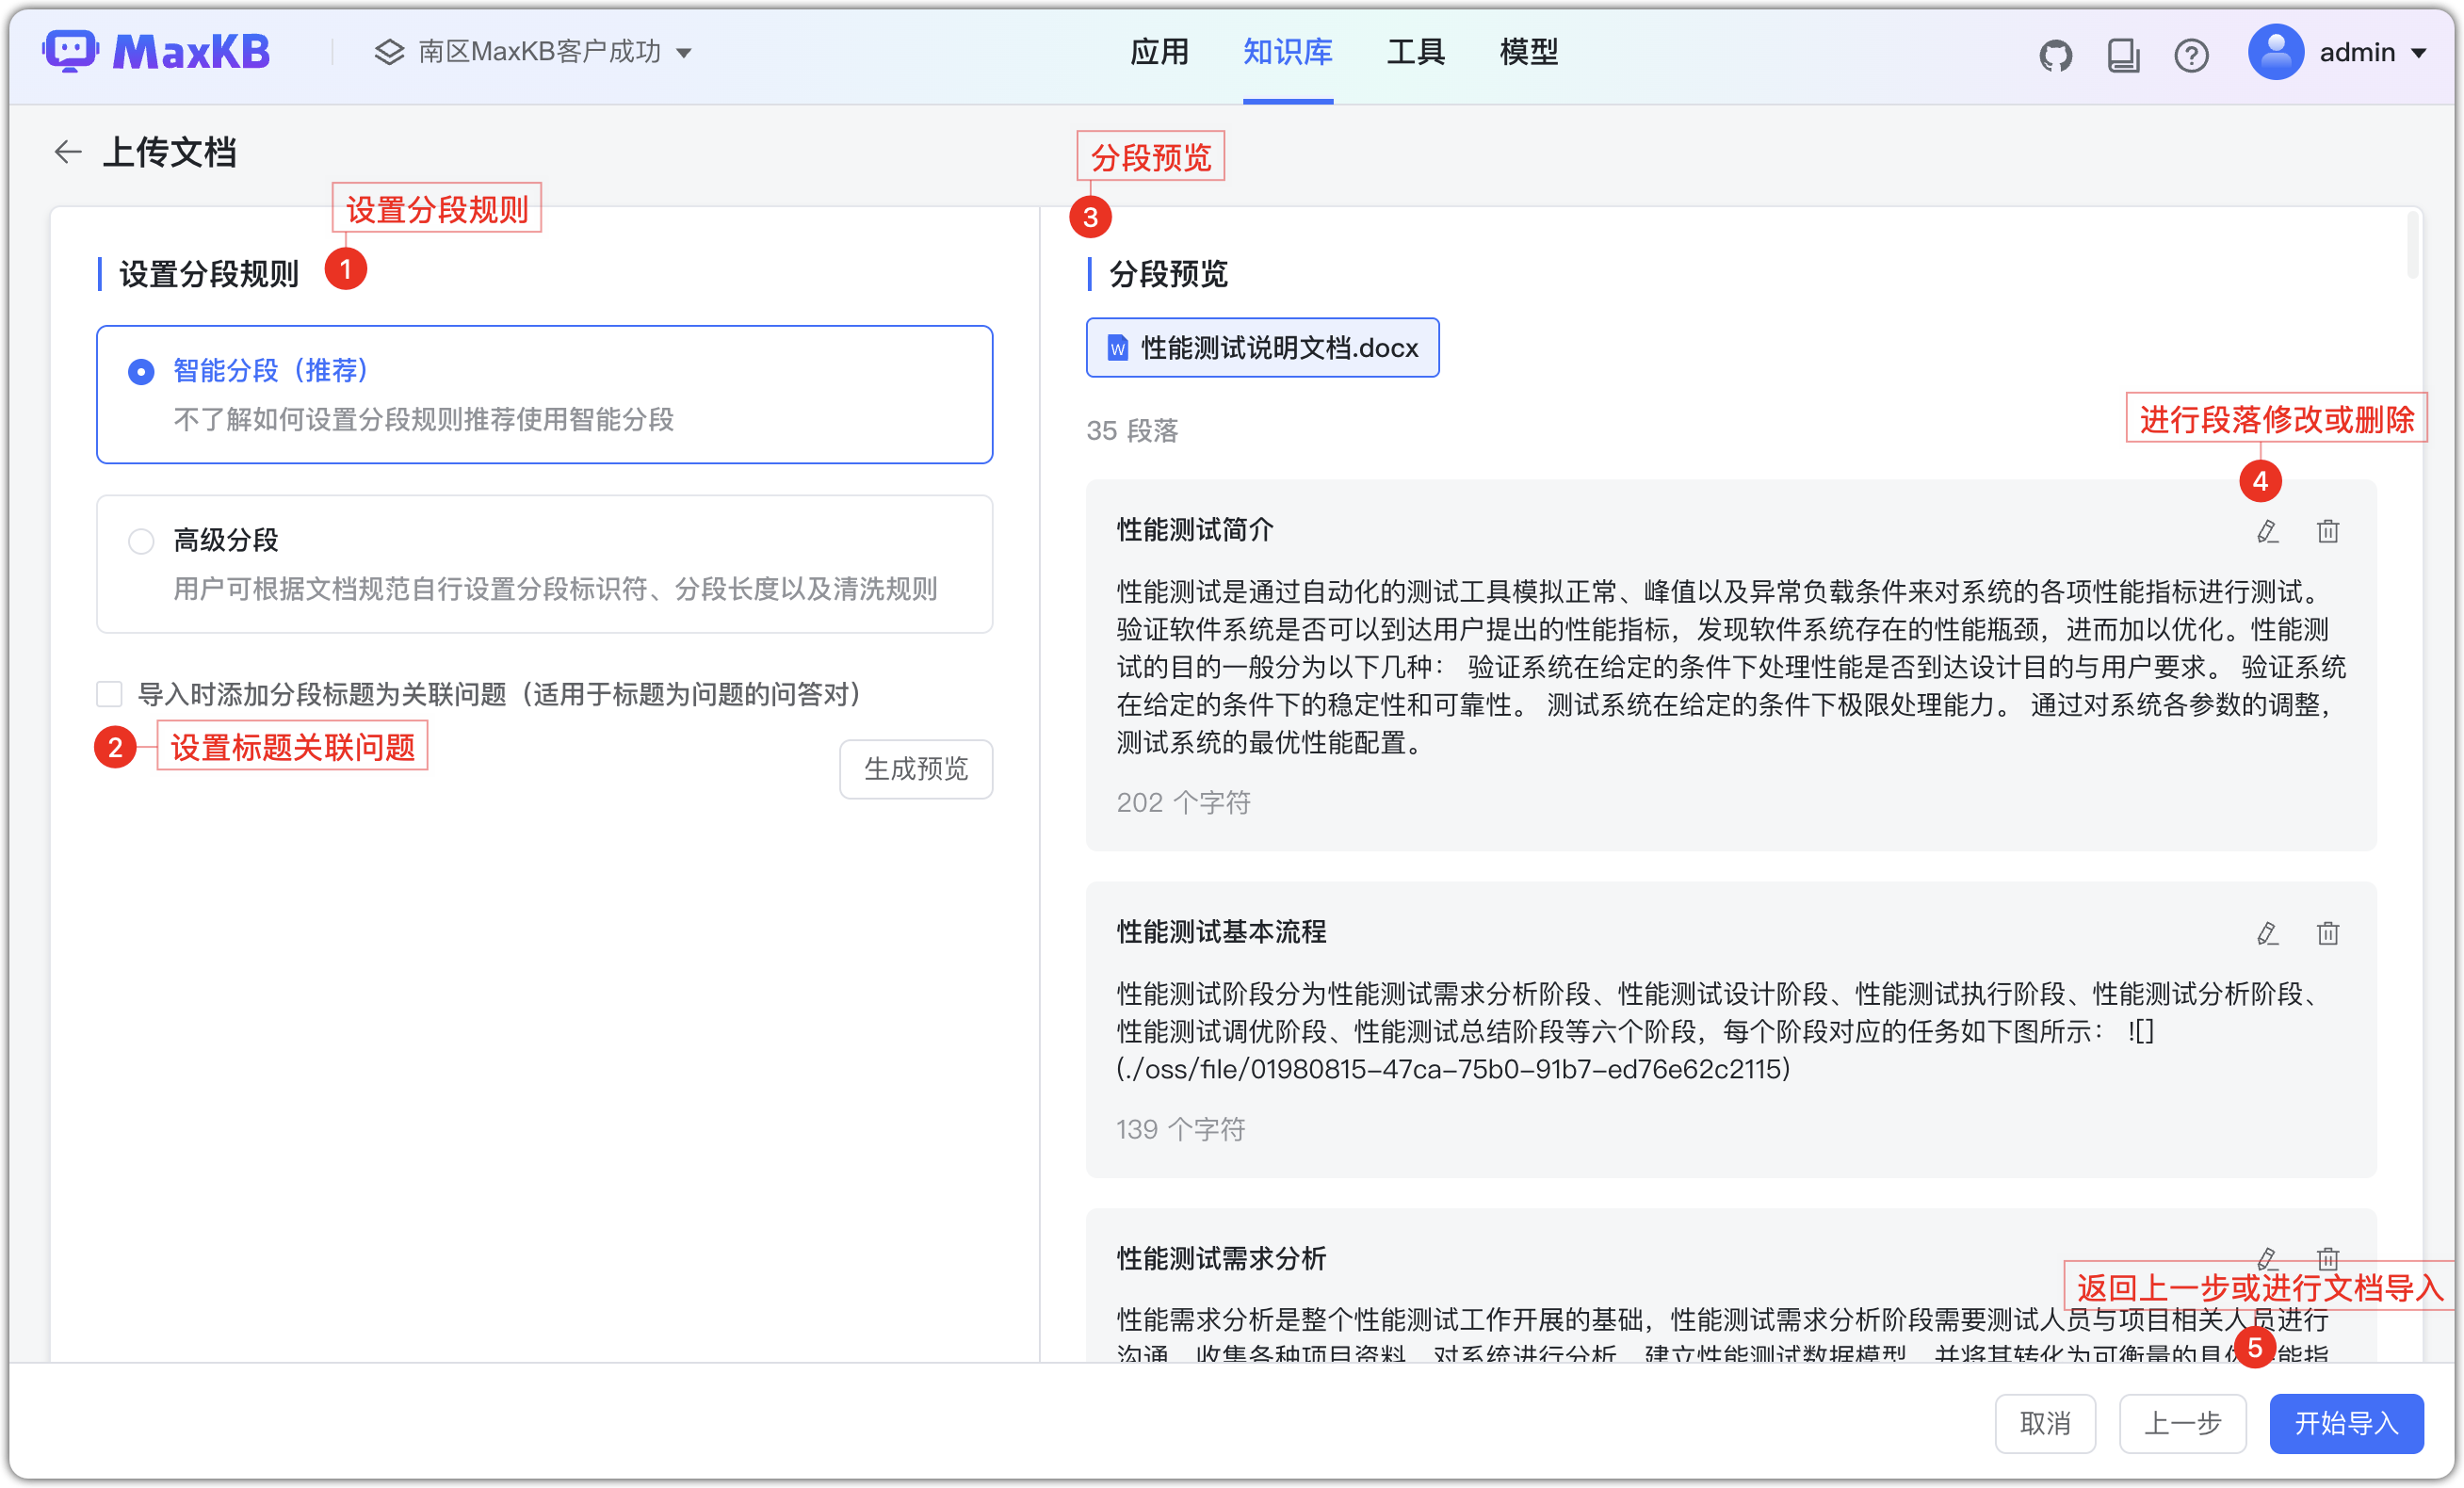 MaxKB
南区MaxKB客户成功
应用
知识库
工具
模型
admin
上传文档
设置分段规则
1
设置分段规则
智能分段（推荐）
不了解如何设置分段规则推荐使用智能分段
高级分段
用户可根据文档规范自行设置分段标识符、分段长度以及清洗规则
导入时添加分段标题为关联问题（适用于标题为问题的问答对）
2
设置标题关联问题
生成预览
分段预览
3
分段预览
W
性能测试说明文档.docx
35 段落
进行段落修改或删除
4
性能测试简介
性能测试是通过自动化的测试工具模拟正常、峰值以及异常负载条件来对系统的各项性能指标进行测试。
验证软件系统是否可以到达用户提出的性能指标，发现软件系统存在的性能瓶颈，进而加以优化。性能测
试的目的一般分为以下几种： 验证系统在给定的条件下处理性能是否到达设计目的与用户要求。 验证系统
在给定的条件下的稳定性和可靠性。 测试系统在给定的条件下极限处理能力。 通过对系统各参数的调整，
测试系统的最优性能配置。
202 个字符
性能测试基本流程
性能测试阶段分为性能测试需求分析阶段、性能测试设计阶段、性能测试执行阶段、性能测试分析阶段、
性能测试调优阶段、性能测试总结阶段等六个阶段，每个阶段对应的任务如下图所示： ![]
(./oss/file/01980815-47ca-75b0-91b7-ed76e62c2115)
139 个字符
性能测试需求分析
返回上一步或进行文档导入
性能需求分析是整个性能测试工作开展的基础，性能测试需求分析阶段需要测试人员与项目相关人员进行
沟通，收集各种项目资料，对系统进行分析，建立性能测试数据模型，并将其转化为可衡量的具体性能指
5
取消
上一步
开始导入